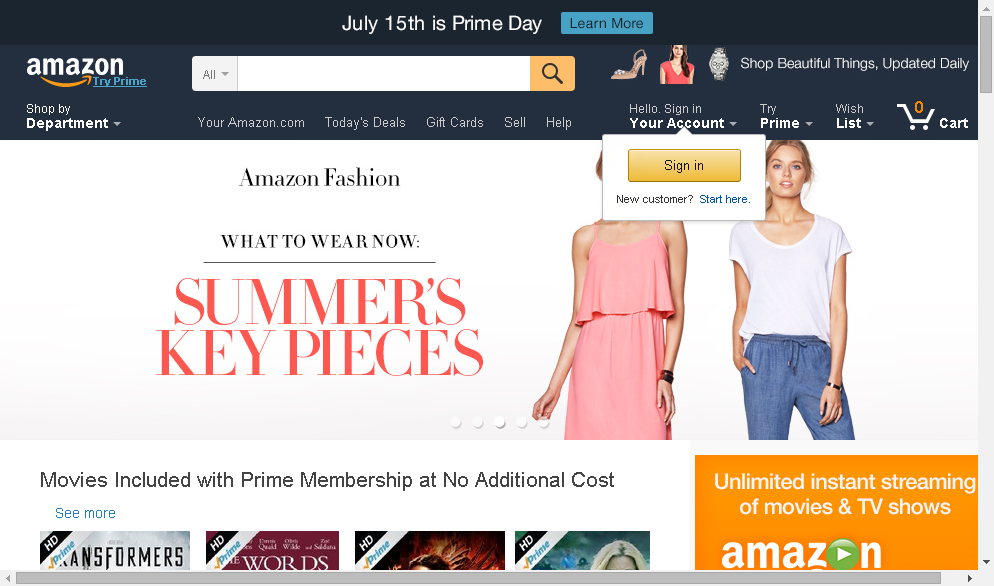 July 15th is Prime Day Learn More
amazon
Try Prime
All
Shop Beautiful Things, Updated Daily
Shop by
Department
Your Amazon.com Today's Deals Gift Cards Sell Help
Hello. Sign in
Your Account
Try
Prime
Wish
List
0
Cart
Sign in
New customer? Start here.
Amazon Fashion
WHAT TO WEAR NOW:
SUMMER'S
KEY PIECES
Movies Included with Prime Membership at No Additional Cost
See more
HD Prime
TRANSFORMERS
HD Prime
Dennis Quaid Olivia Wilde Zoë Saldana
THE WORDS
HD Prime
HD Prime
Unlimited instant streaming
of movies & TV shows
amazon